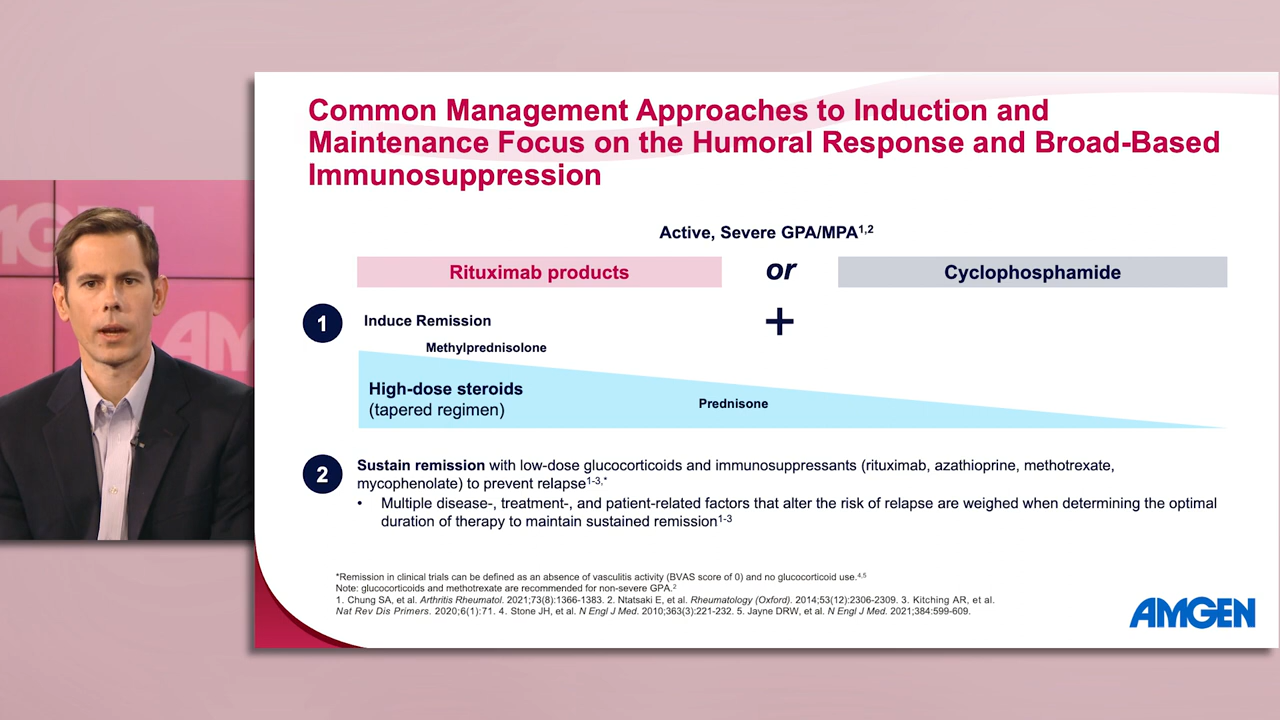 Common Management Approaches to Induction and
Maintenance Focus on the Humoral Response and Broad-Based
Immunosuppression
Active, Severe GPA/MPA1,2
Rituximab products
or
Cyclophosphamide
1
Induce Remission
+
Methylprednisolone
High-dose steroids
(tapered regimen)
Prednisone
2
Sustain remission with low-dose glucocorticoids and immunosuppressants (rituximab, azathioprine, methotrexate,
mycophenolate) to prevent relapse1-3,*
• Multiple disease-, treatment-, and patient-related factors that alter the risk of relapse are weighed when determining the optimal
duration of therapy to maintain sustained remission1-3
*Remission in clinical trials can be defined as an absence of vasculitis activity (BVAS score of 0) and no glucocorticoid use.4,5
Note: glucocorticoids and methotrexate are recommended for non-severe GPA.2
1. Chung SA, et al. Arthritis Rheumatol. 2021;73(8):1366-1383. 2. Ntatsaki E, et al. Rheumatology (Oxford). 2014;53(12):2306-2309. 3. Kitching AR, et al.
Nat Rev Dis Primers. 2020;6(1):71. 4. Stone JH, et al. N Engl J Med. 2010;363(3):221-232. 5. Jayne DRW, et al. N Engl J Med. 2021;384:599-609.
AMGEN